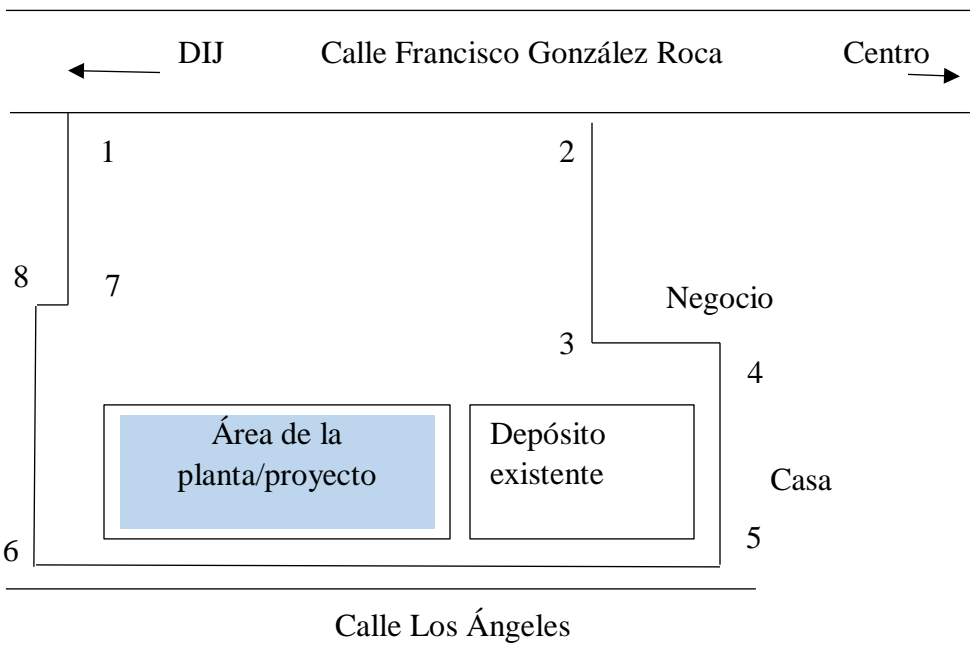 DIJ Calle Francisco González Roca Centro
1 2
8 7 Negocio
3
4
Área de la
planta/proyecto
Depósito
existente
Casa
5
6
Calle Los Ángeles